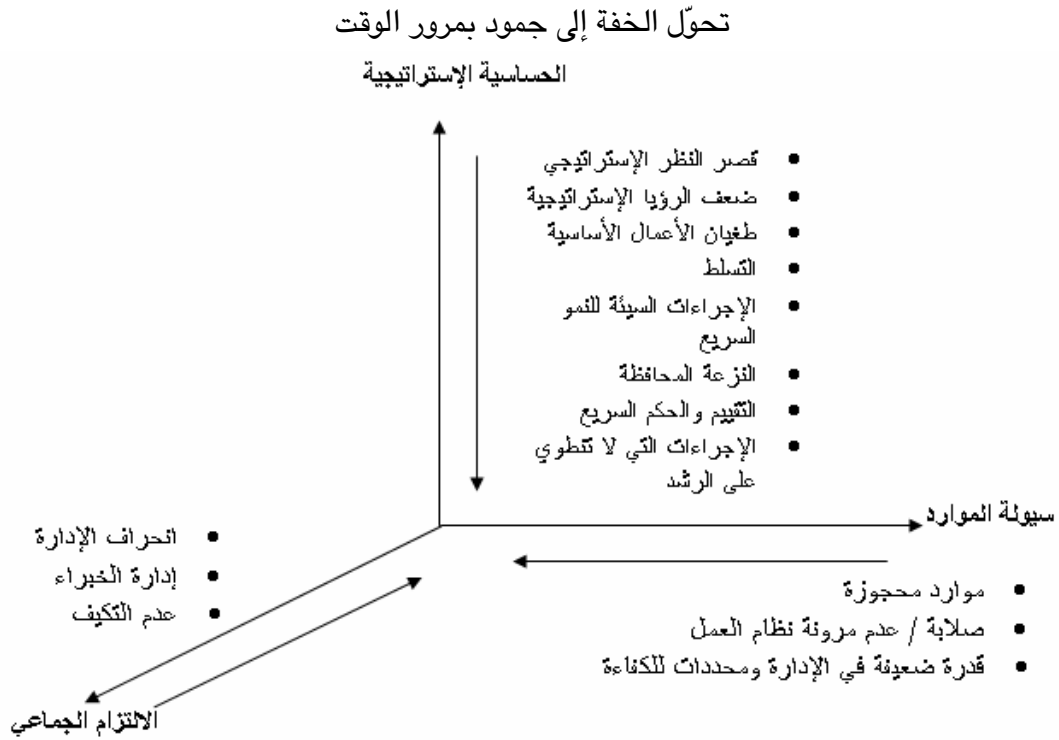 تحوّل الخفة إلى جمود بمرور الوقت
الحساسية الإستراتيجية
• قصر النظر الإستراتيجي
• ضعف الرؤيا الإستراتيجية
• طغيان الأعمال الأساسية
• التسلط
• الإجراءات السيئة للنمو
السريع
• النزعة المحافظة
• التقييم والحكم السريع
• الإجراءات التي لا تنطوي
على الرشد
سيولة الموارد
• موارد محجوزة
• صلابة / عدم مرونة نظام العمل
• قدرة ضعيفة في الإدارة ومحددات للكفاءة
• انحراف الإدارة
• إدارة الخبراء
• عدم التكيف
الالتزام الجماعي